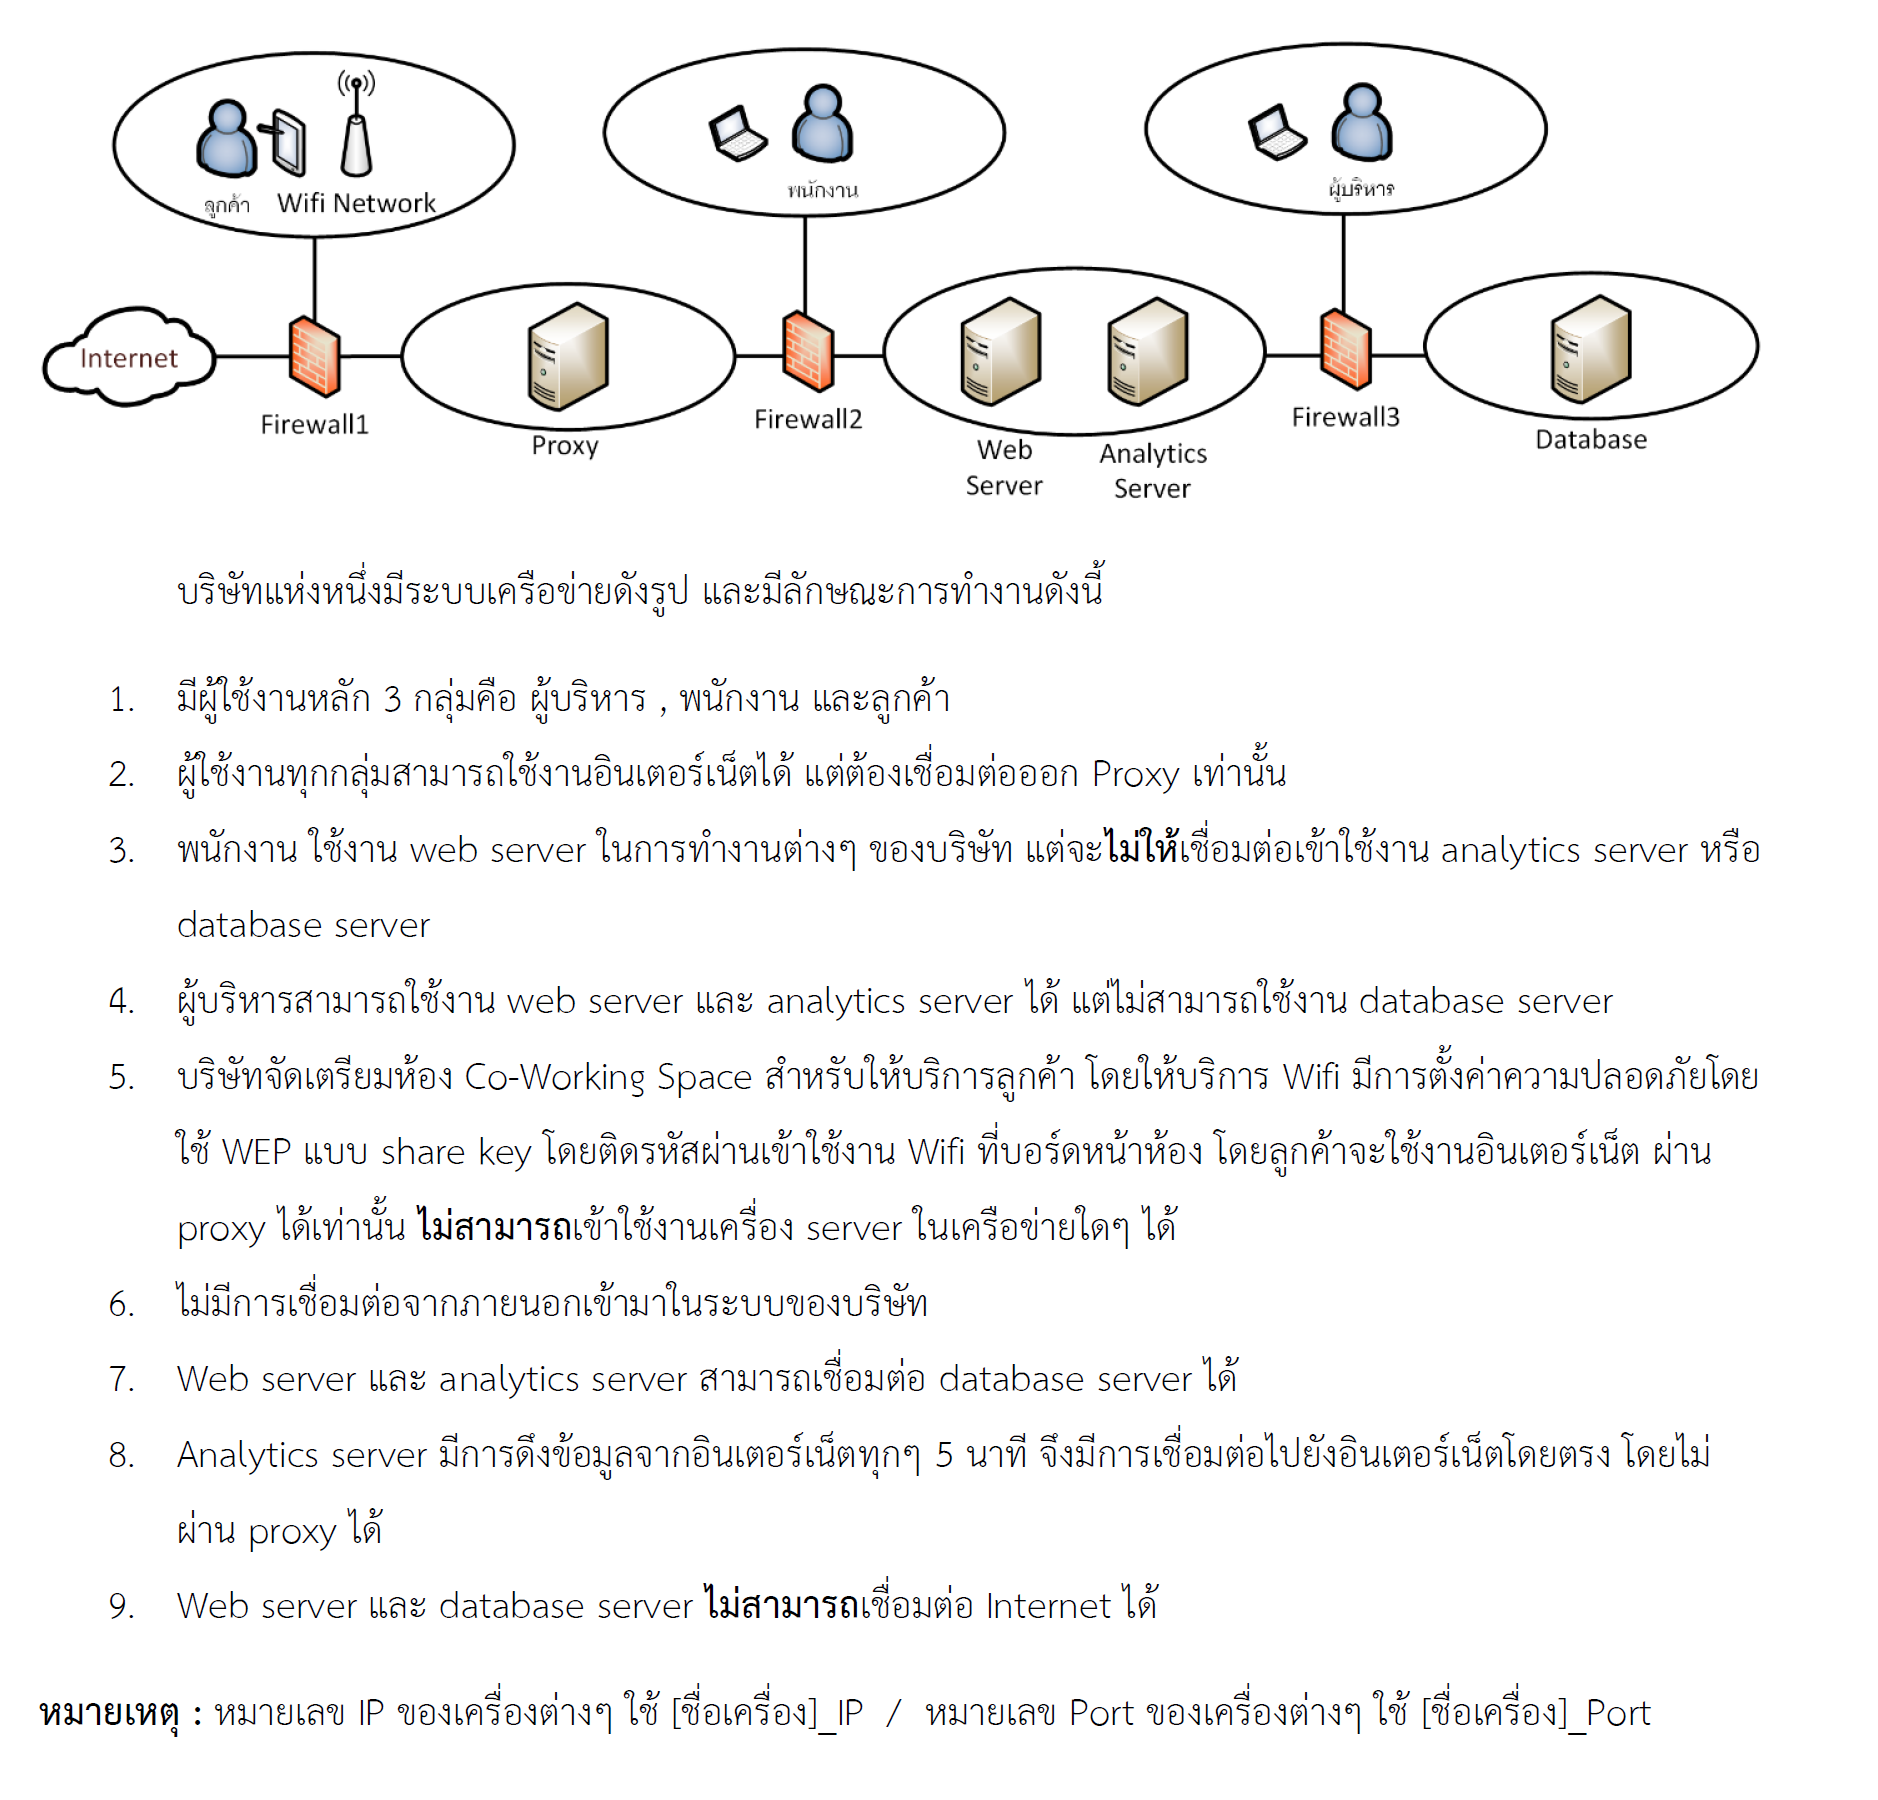 ลูกค้า Wifi Network
พนักงาน
ผู้บริหาร
Internet
Firewall1
Proxy
Firewall2
Web Server
Analytics Server
Firewall3
Database
บริษัทแห่งหนึ่งมีระบบเครือข่ายดังรูป และมีลักษณะการทำงานดังนี้
1. มีผู้ใช้งานหลัก 3 กลุ่มคือ ผู้บริหาร , พนักงาน และลูกค้า
2. ผู้ใช้งานทุกกลุ่มสามารถใช้งานอินเตอร์เน็ตได้ แต่ต้องเชื่อมต่อออก Proxy เท่านั้น
3. พนักงาน ใช้งาน web server ในการทำงานต่างๆ ของบริษัท แต่จะไม่ให้เชื่อมต่อเข้าใช้งาน analytics server หรือ
database server
4. ผู้บริหารสามารถใช้งาน web server และ analytics server ได้ แต่ไม่สามารถใช้งาน database server
5. บริษัทจัดเตรียมห้อง Co-Working Space สำหรับให้บริการลูกค้า โดยให้บริการ Wifi มีการตั้งค่าความปลอดภัยโดย
ใช้ WEP แบบ share key โดยติดรหัสผ่านเข้าใช้งาน Wifi ที่บอร์ดหน้าห้อง โดยลูกค้าจะใช้งานอินเตอร์เน็ต ผ่าน
proxy ได้เท่านั้น ไม่สามารถเข้าใช้งานเครื่อง server ในเครือข่ายใดๆ ได้
6. ไม่มีการเชื่อมต่อจากภายนอกเข้ามาในระบบของบริษัท
7. Web server และ analytics server สามารถเชื่อมต่อ database server ได้
8. Analytics server มีการดึงข้อมูลจากอินเตอร์เน็ตทุกๆ 5 นาที จึงมีการเชื่อมต่อไปยังอินเตอร์เน็ตโดยตรง โดยไม่
ผ่าน proxy ได้
9. Web server และ database server ไม่สามารถเชื่อมต่อ Internet ได้
หมายเหตุ : หมายเลข IP ของเครื่องต่างๆ ใช้ [ชื่อเครื่อง]_IP / หมายเลข Port ของเครื่องต่างๆ ใช้ [ชื่อเครื่อง]_Port